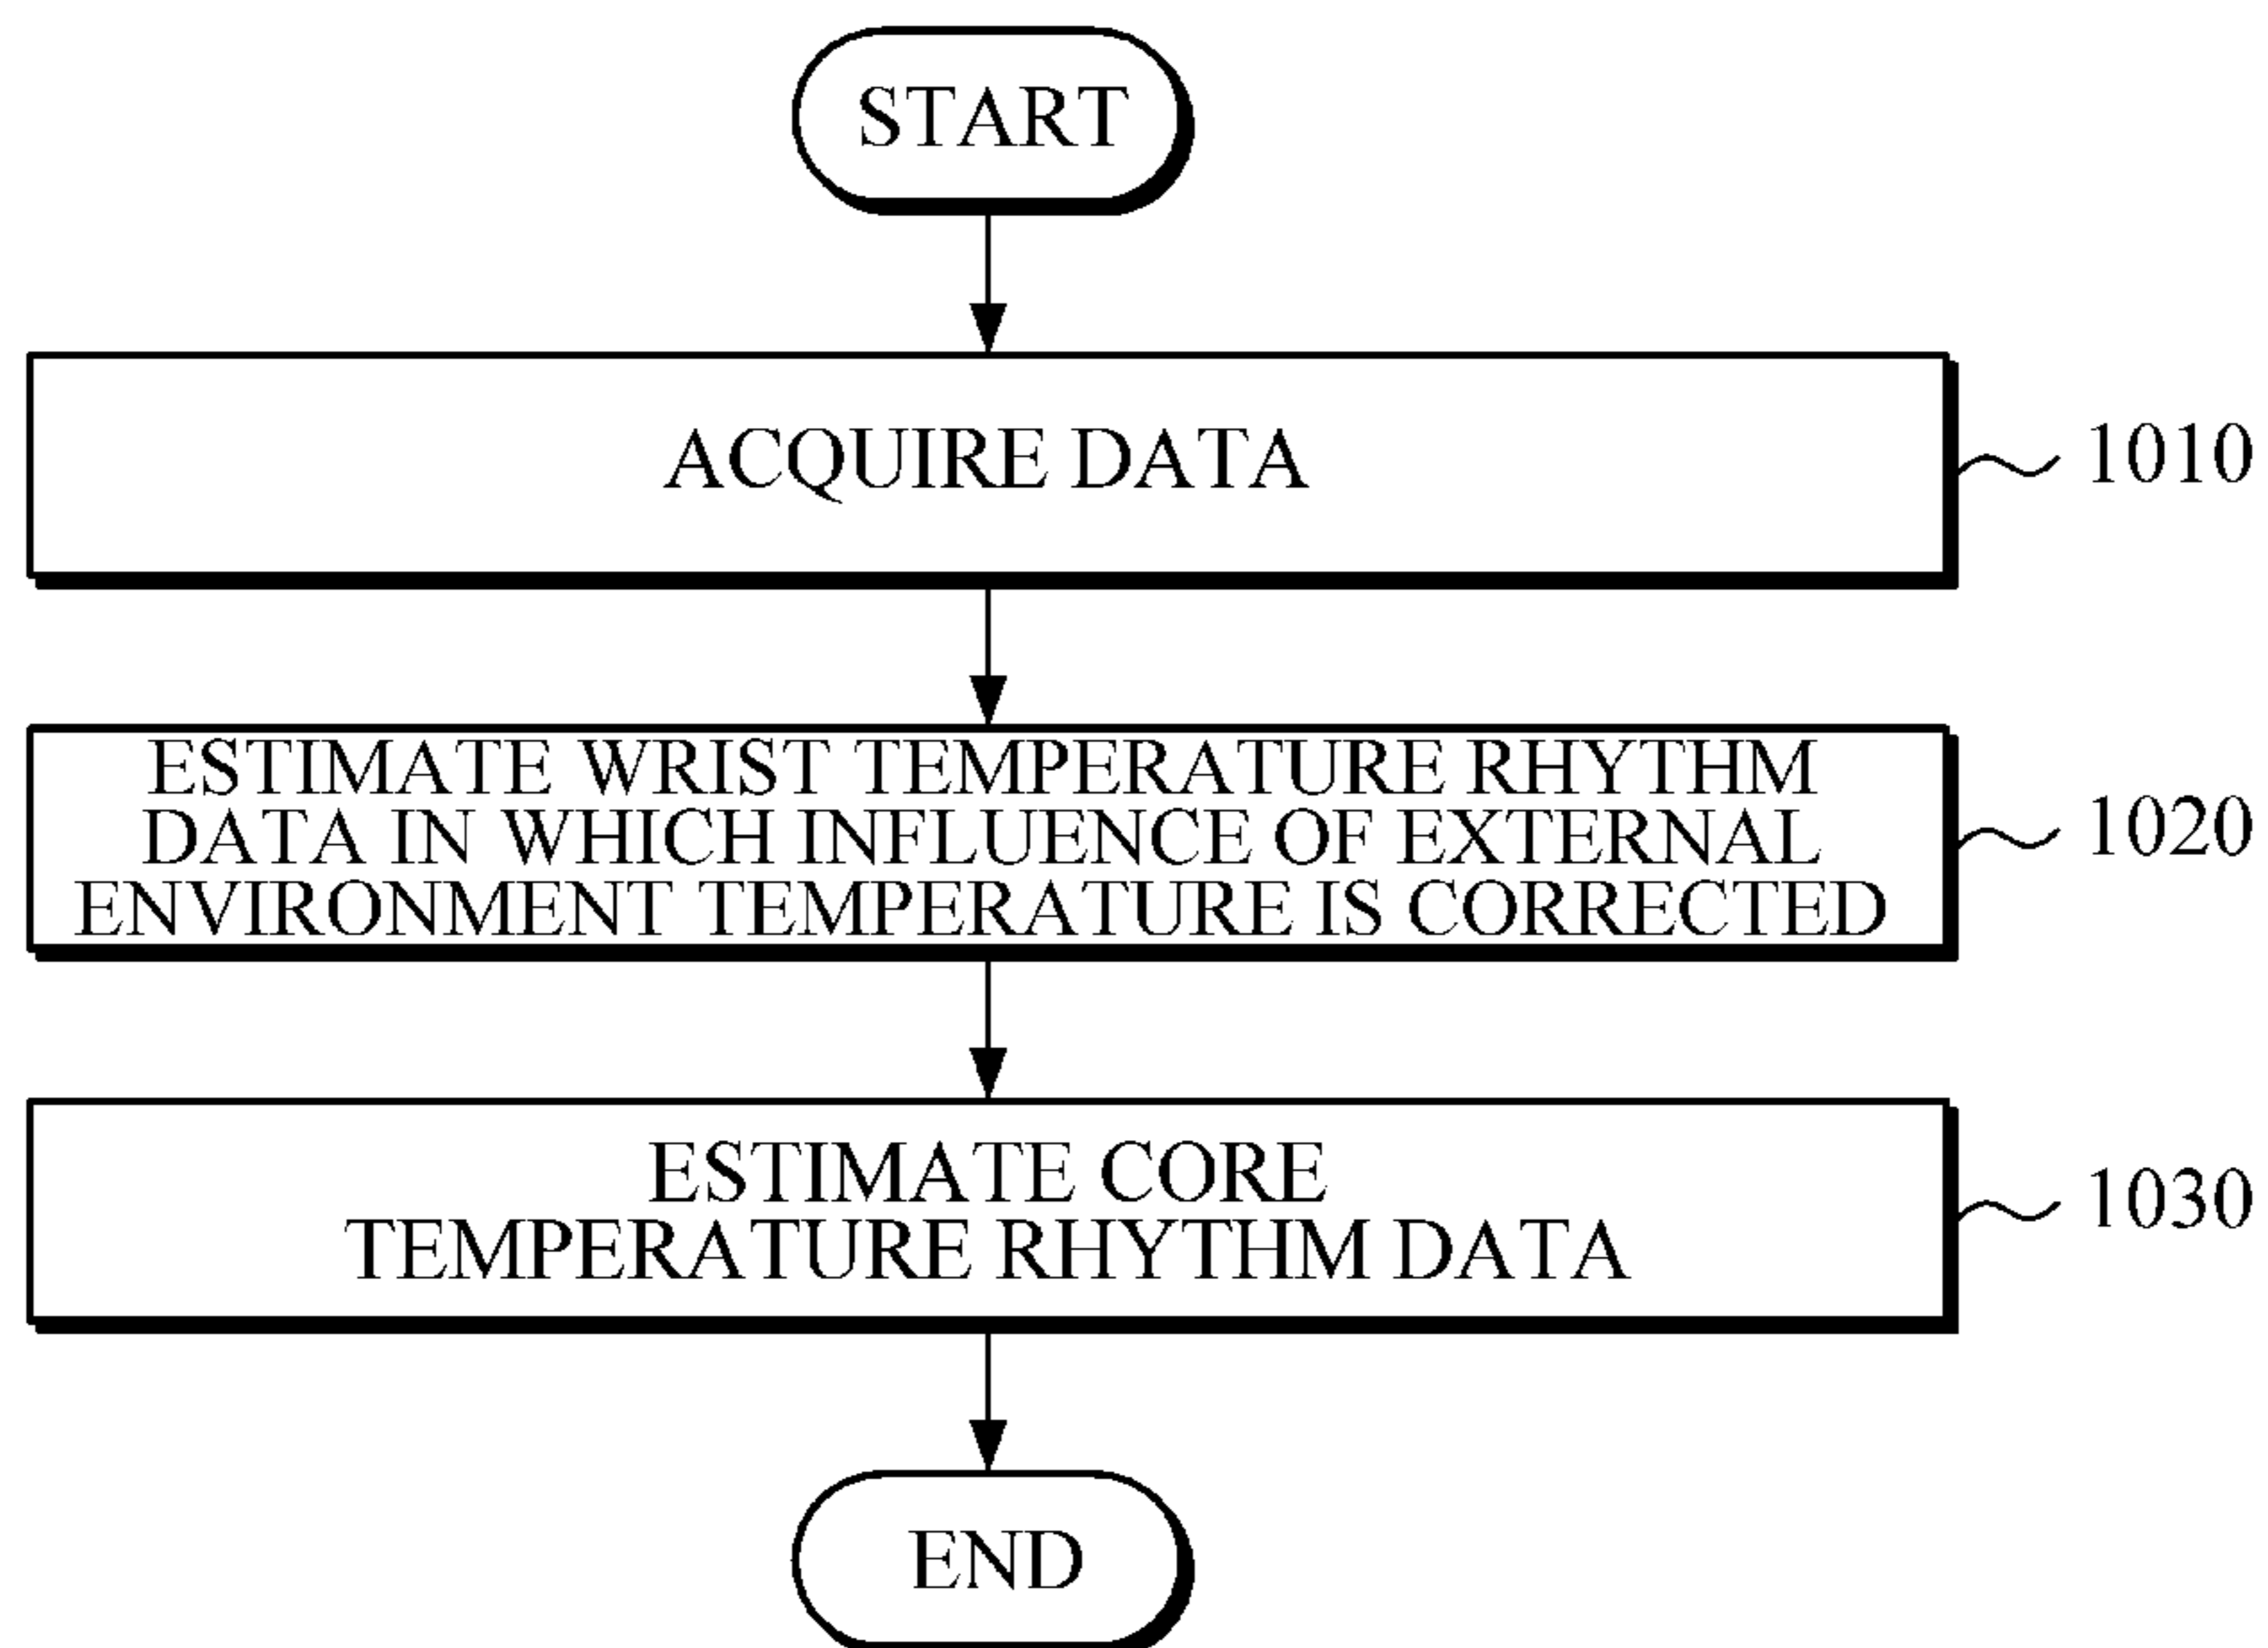 START
ACQUIRE DATA
1010
ESTIMATE WRIST TEMPERATURE RHYTHM
DATA IN WHICH INFLUENCE OF EXTERNAL
ENVIRONMENT TEMPERATURE IS CORRECTED
1020
ESTIMATE CORE
TEMPERATURE RHYTHM DATA
1030
END